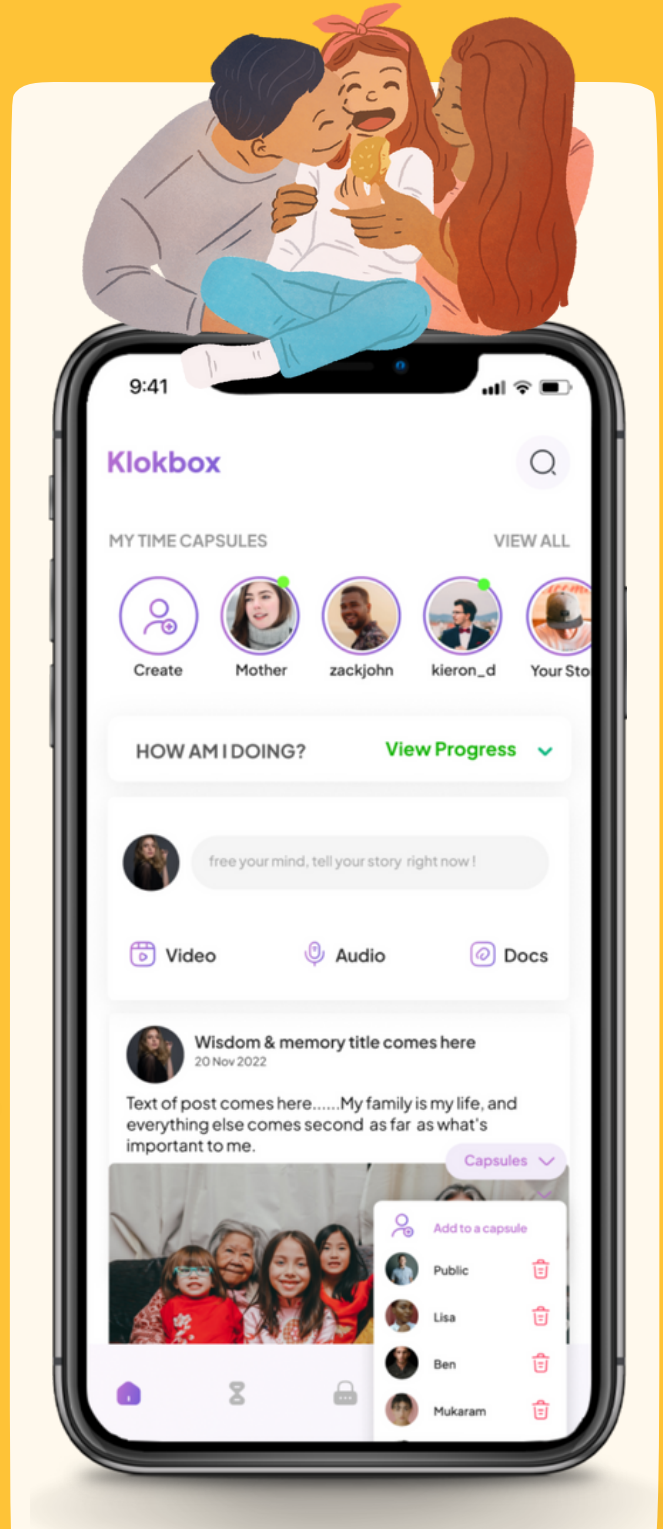 9:41
Klokbox
MY TIME CAPSULES VIEW ALL
Create Mother zackjohn kieron_d Your Sto
HOW AM I DOING? View Progress
free your mind, tell your story right now !
Video Audio Docs
Wisdom & memory title comes here
20 Nov 2022
Text of post comes here......My family is my life, and
everything else comes second as far as what's
important to me.
Capsules
Add to a capsule
Public
Lisa
Ben
Mukaram